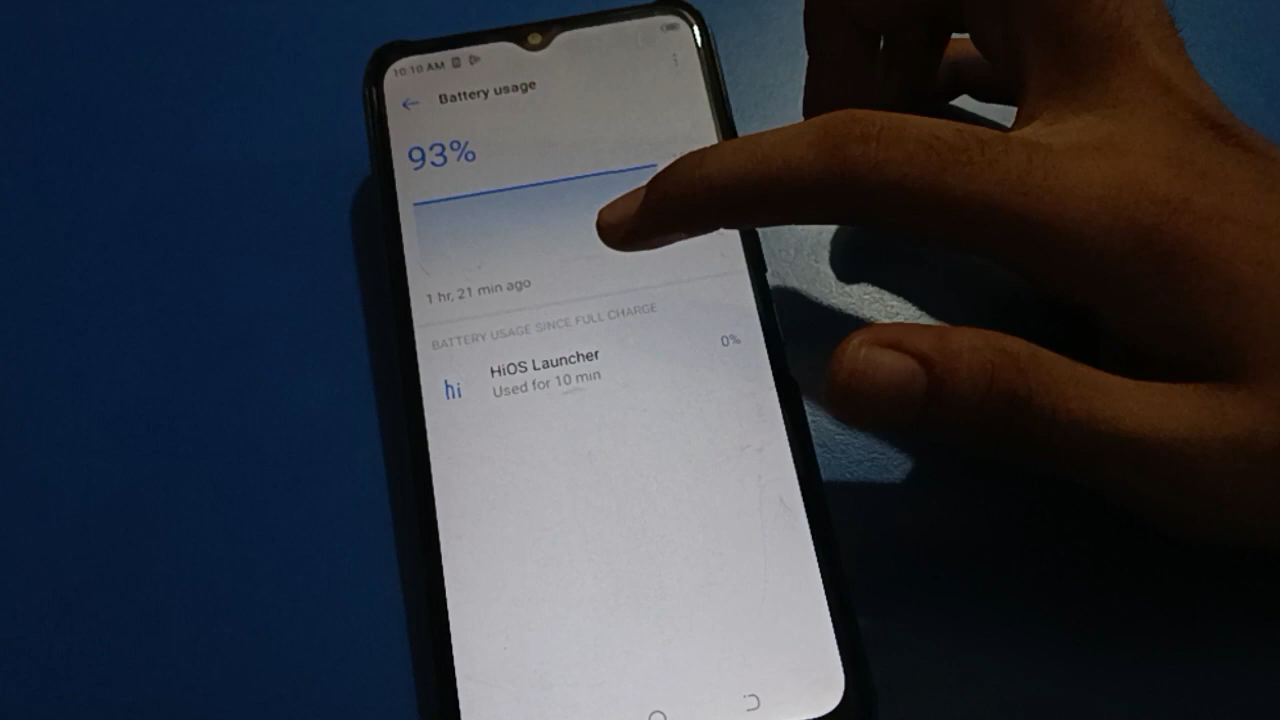 10:10 AM
Battery usage
93%
1 hr, 21 min ago
BATTERY USAGE SINCE FULL CHARGE
hi
HiOS Launcher
0%
Used for 10 min